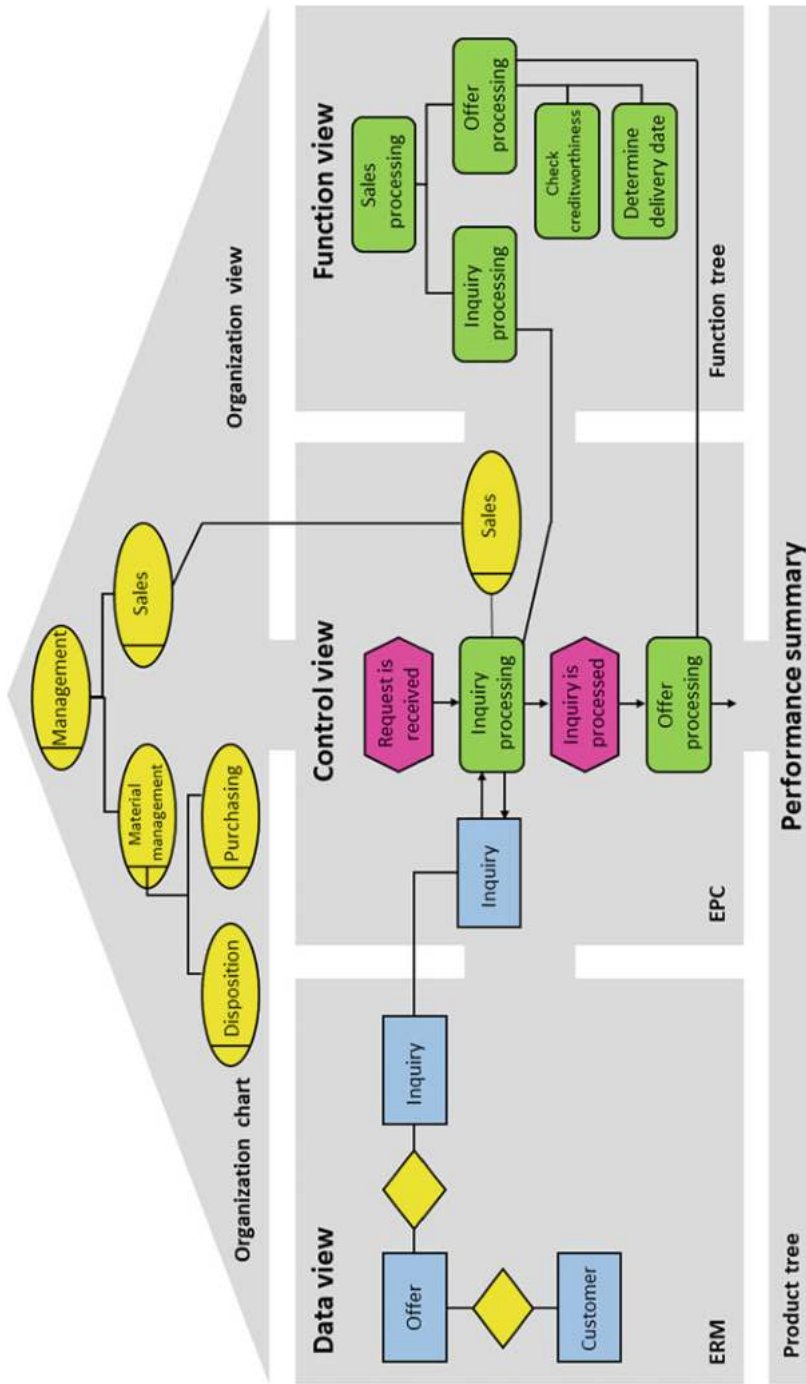 Management
Material
management
Sales
Disposition
Purchasing
Organization chart
Organization view
Data view
Offer
Inquiry
Customer
ERM
Control view
Request is
received
Inquiry
Inquiry
processing
Sales
Inquiry is
processed
Offer
processing
EPC
Function view
Sales
processing
Inquiry
processing
Offer
processing
Check
creditworthiness
Determine
delivery date
Function tree
Performance summary
Product tree